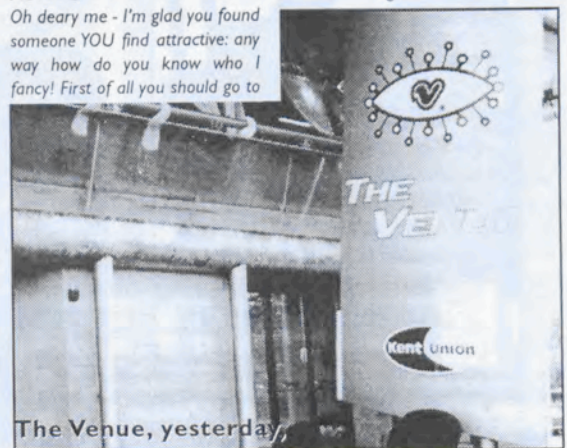 Oh deary me - I'm glad you found
someone YOU find attractive: any
way how do you know who I
fancy! First of all you should go to
THE
VENUE
Kent Union
The Venue, yesterday,